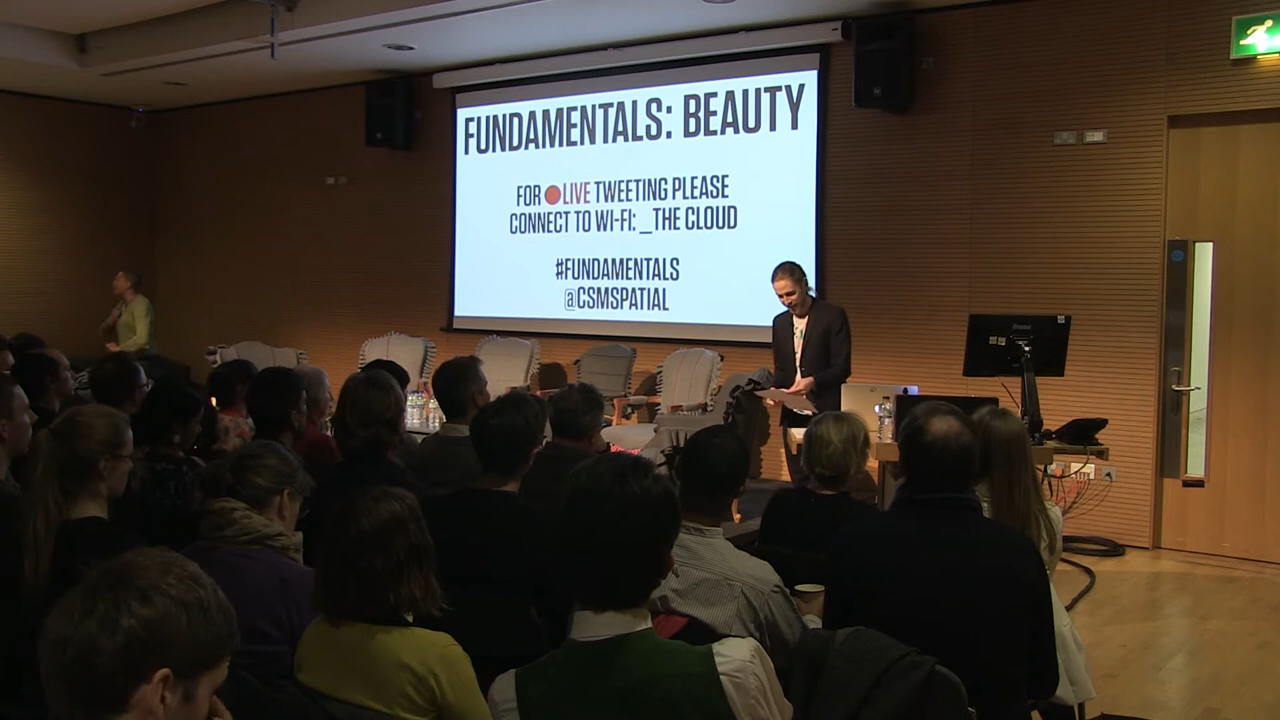 FUNDAMENTALS: BEAUTY
FOR LIVE TWEETING PLEASE
CONNECT TO WI-FI: _THE CLOUD
#FUNDAMENTALS
@CSMSPATIAL